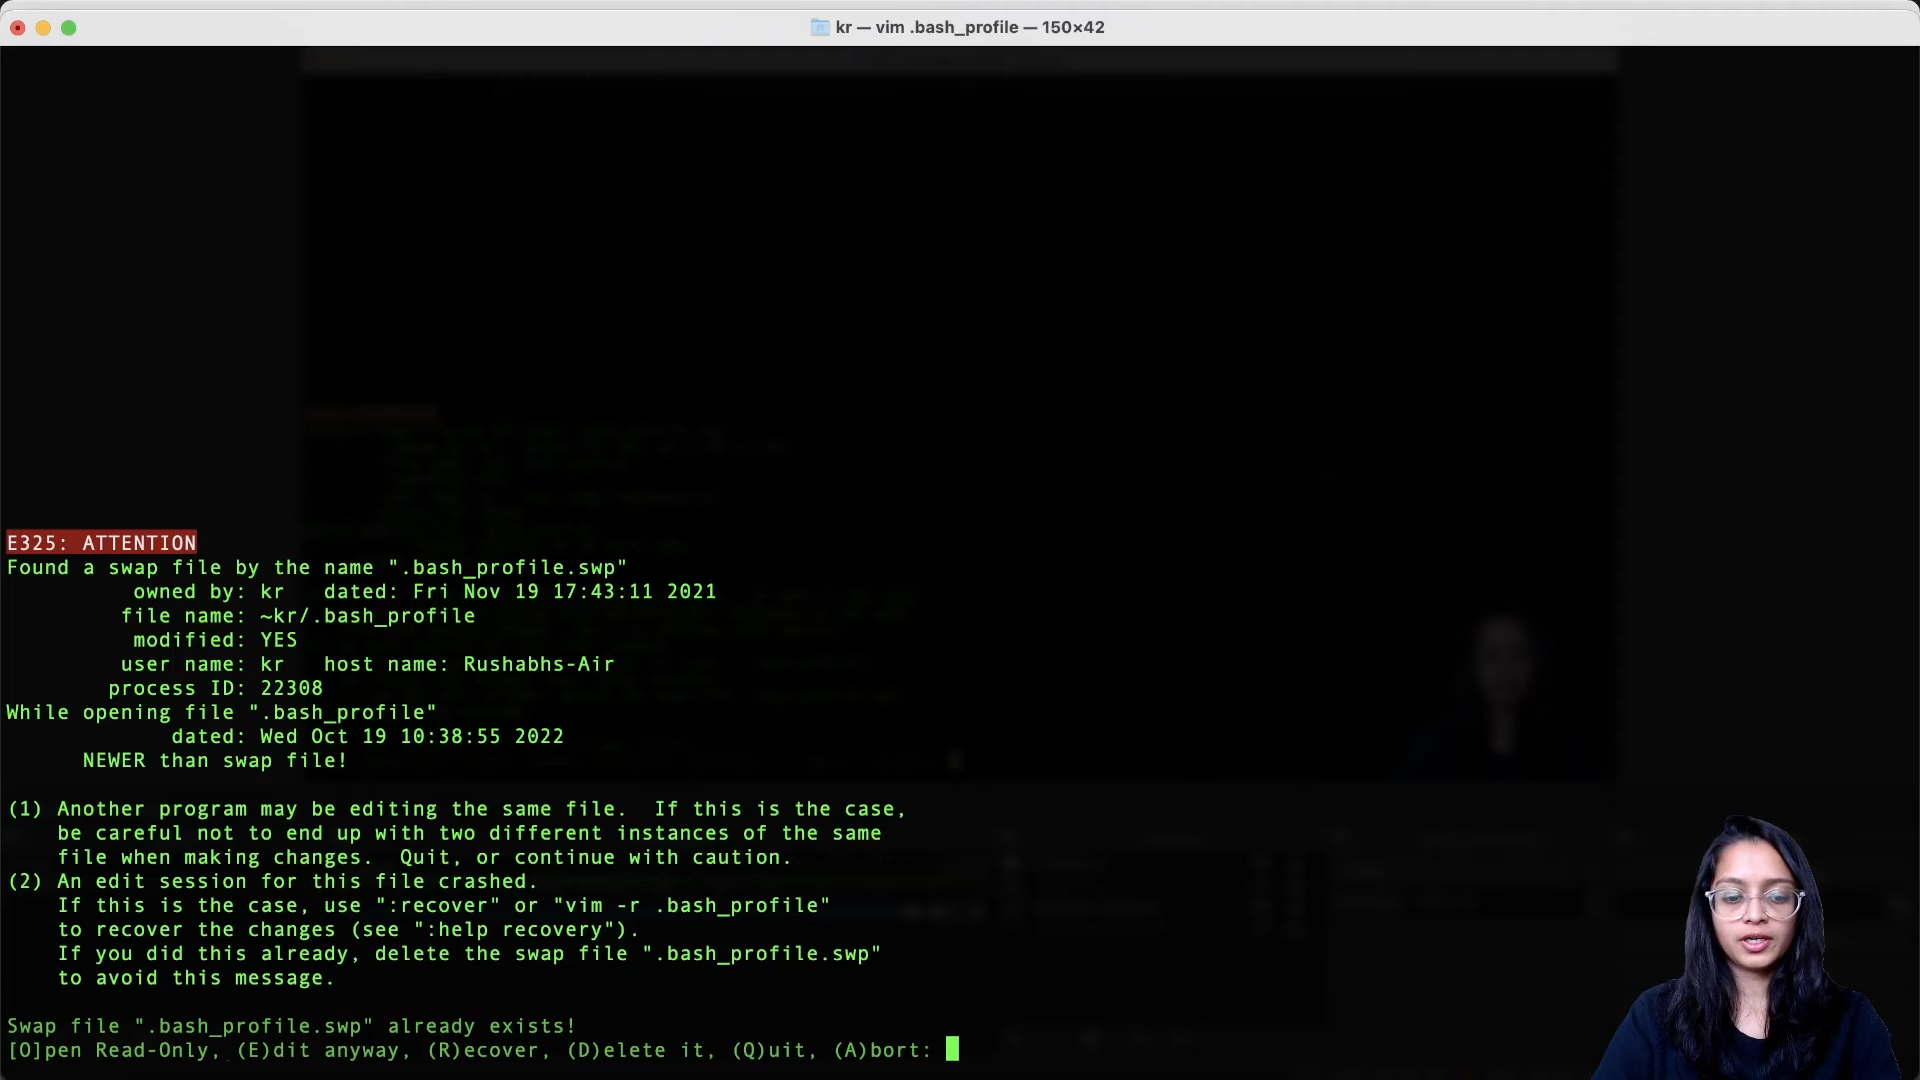 kr — vim .bash_profile — 150×42
E325: ATTENTION
Found a swap file by the name ".bash_profile.swp"
owned by: kr   dated: Fri Nov 19 17:43:11 2021
file name: ~kr/.bash_profile
modified: YES
user name: kr   host name: Rushabhs-Air
process ID: 22308
While opening file ".bash_profile"
dated: Wed Oct 19 10:38:55 2022
NEWER than swap file!
(1) Another program may be editing the same file.  If this is the case,
be careful not to end up with two different instances of the same
file when making changes.  Quit, or continue with caution.
(2) An edit session for this file crashed.
If this is the case, use ":recover" or "vim -r .bash_profile"
to recover the changes (see ":help recovery").
If you did this already, delete the swap file ".bash_profile.swp"
to avoid this message.
Swap file ".bash_profile.swp" already exists!
[O]pen Read-Only, (E)dit anyway, (R)ecover, (D)elete it, (Q)uit, (A)bort: